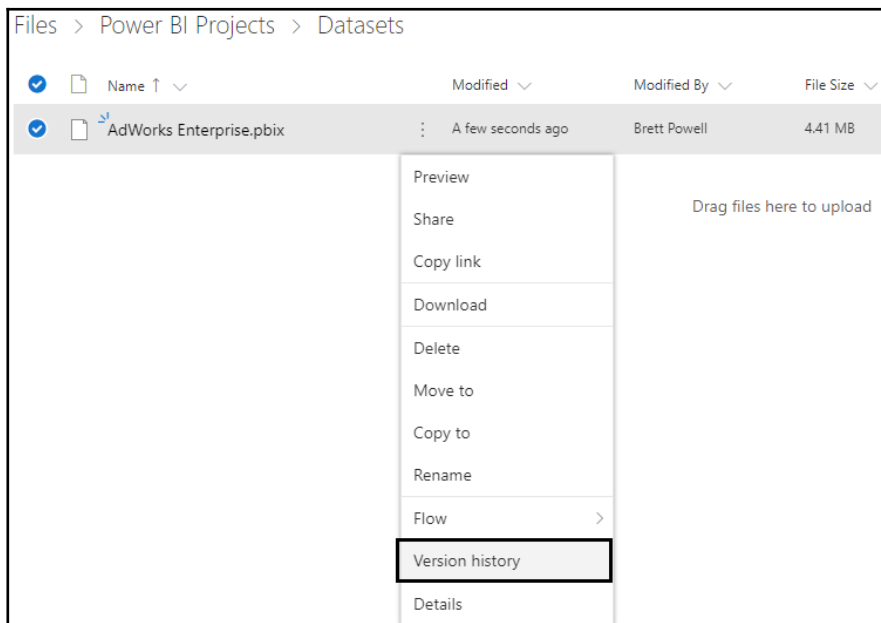 Files > Power BI Projects > Datasets
Name ↑ Modified Modified By File Size
AdWorks Enterprise.pbix A few seconds ago Brett Powell 4.41 MB
Preview
Drag files here to upload
Share
Copy link
Download
Delete
Move to
Copy to
Rename
Flow >
Version history
Details